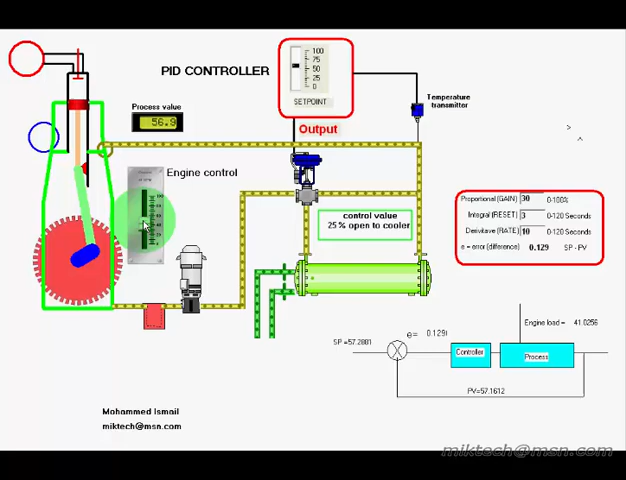 PID CONTROLLER
100
75
50
25
0
SETPOINT
Temperature
transmitter
Process value
56.9
Output
Engine control
control value
25% open to cooler
Proportional (GAIN) 30 0-100%
Integral (RESET) 3 0-120 Seconds
Derivitave (RATE) 10 0-120 Seconds
e = error(difference) 0.129 SP - PV
Engine load = 41.0256
SP =57.2881
e= 0.1291
Controller
Process
PV=57.1612
Mohammed Ismail
miktech@msn.com
miktech@msn.com